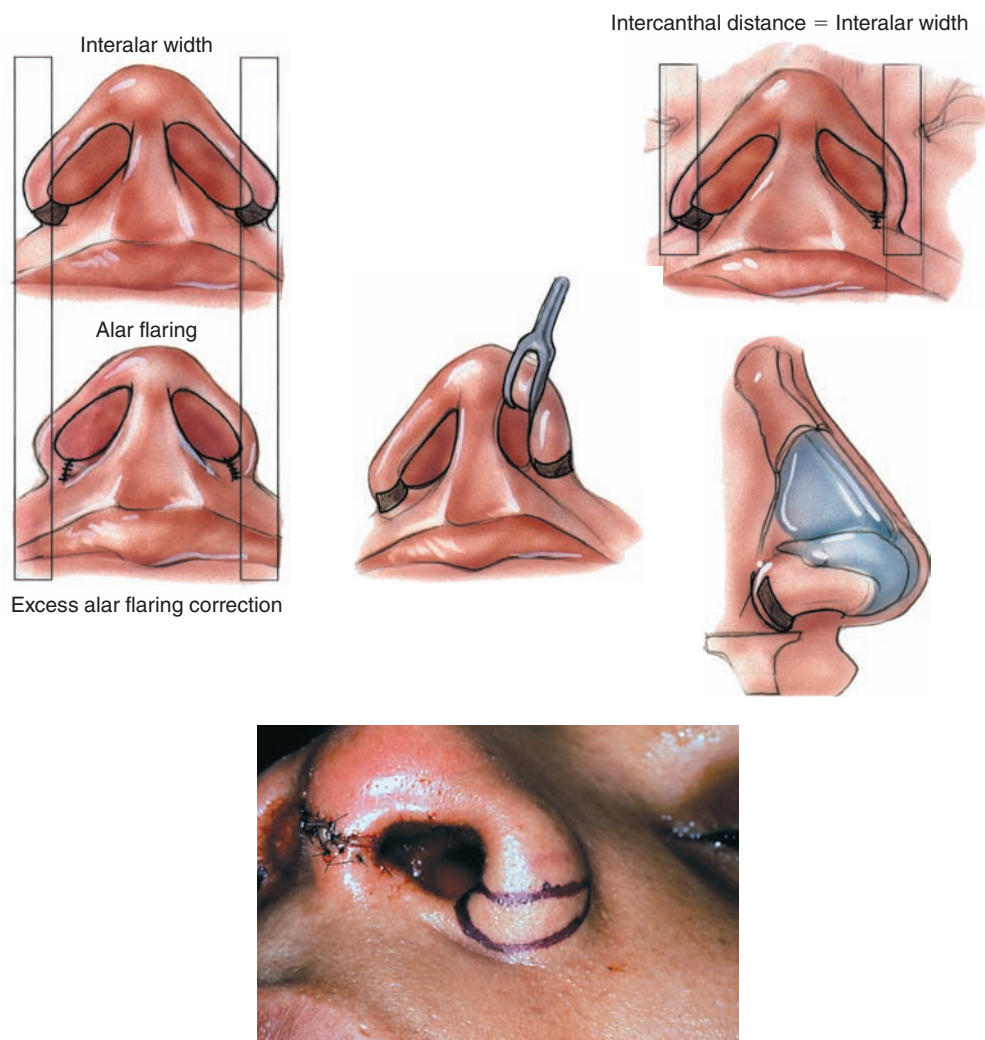 Intercanthal distance = Interalar width
Interalar width
Alar flaring
Excess alar flaring correction